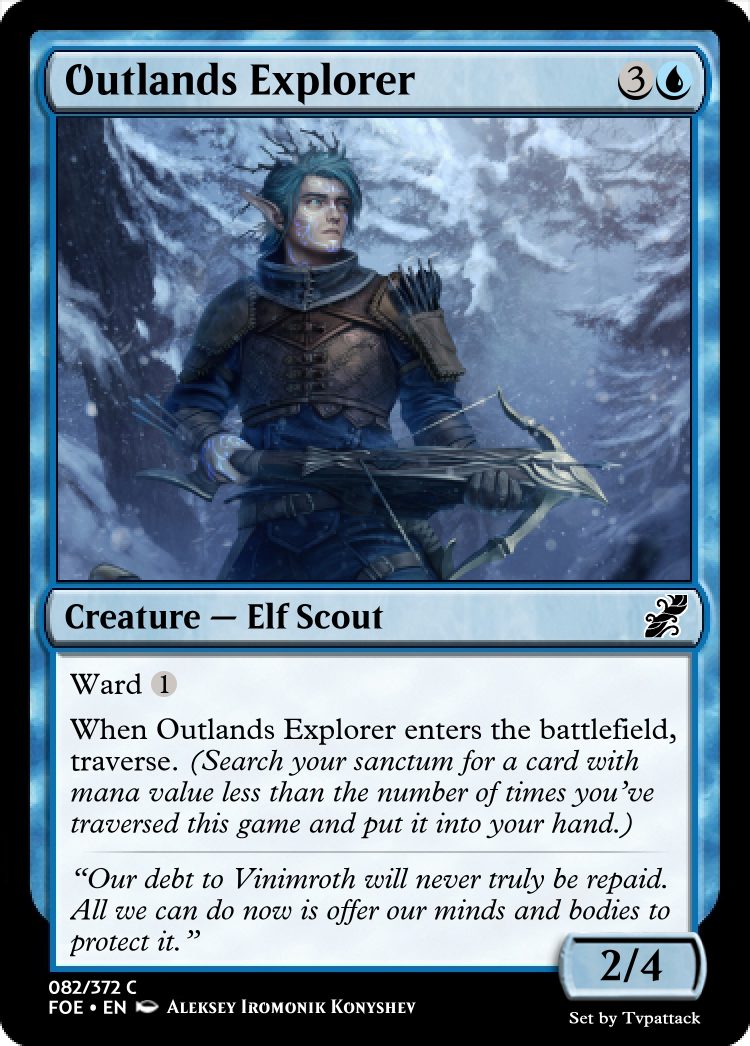 Outlands Explorer 3
Creature — Elf Scout
Ward 1
When Outlands Explorer enters the battlefield,
traverse. (Search your sanctum for a card with
mana value less than the number of times you've
traversed this game and put it into your hand.)
“Our debt to Vinimroth will never truly be repaid.
All we can do now is offer our minds and bodies to
protect it.”
2/4
082/372 C
FOE • EN Aleksey Iromonik Konyshev
Set by Tvpattack